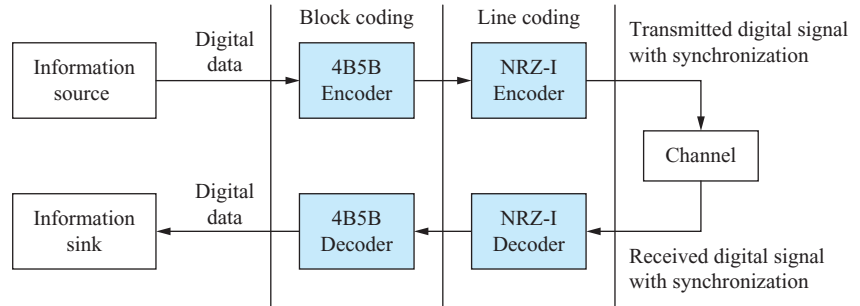 Block coding
Line coding
Transmitted digital signal
with synchronization
Digital
data
Information
source
4B5B
Encoder
NRZ-I
Encoder
Channel
Digital
data
Information
sink
4B5B
Decoder
NRZ-I
Decoder
Received digital signal
with synchronization